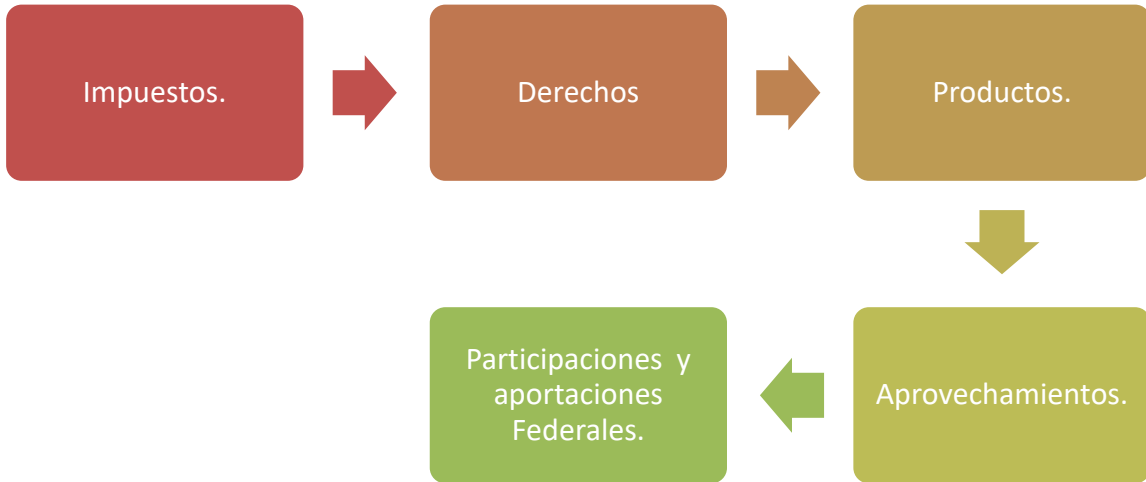 Impuestos.
Derechos
Productos.
Aprovechamientos.
Participaciones y
aportaciones
Federales.